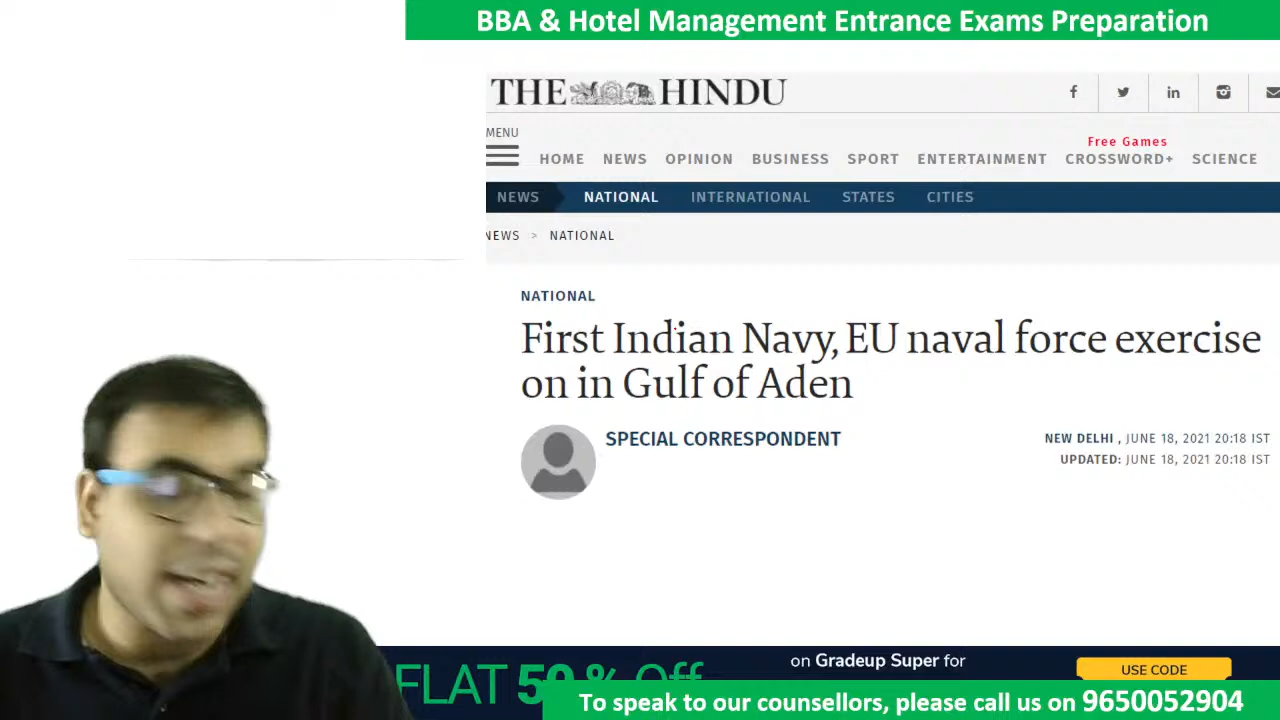 BBA & Hotel Management Entrance Exams Preparation
THE HINDU
MENU
Free Games
HOME NEWS OPINION BUSINESS SPORT ENTERTAINMENT CROSSWORD+ SCIENCE
NEWS NATIONAL INTERNATIONAL STATES CITIES
NEWS > NATIONAL
NATIONAL
First Indian Navy, EU naval force exercise
on in Gulf of Aden
SPECIAL CORRESPONDENT
NEW DELHI , JUNE 18, 2021 20:18 IST
UPDATED: JUNE 18, 2021 20:18 IST
FLAT 50% Off
on Gradeup Super for
USE CODE
To speak to our counsellors, please call us on 9650052904